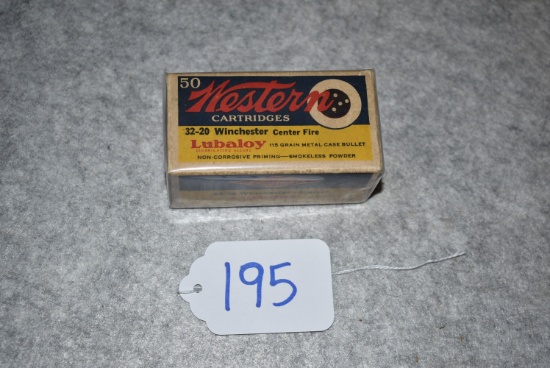 50
Western
CARTRIDGES
32-20 Winchester Center Fire
Lubaloy 115 GRAIN METAL CASE BULLET
NON-CORROSIVE PRIMING—SMOKELESS POWDER
195